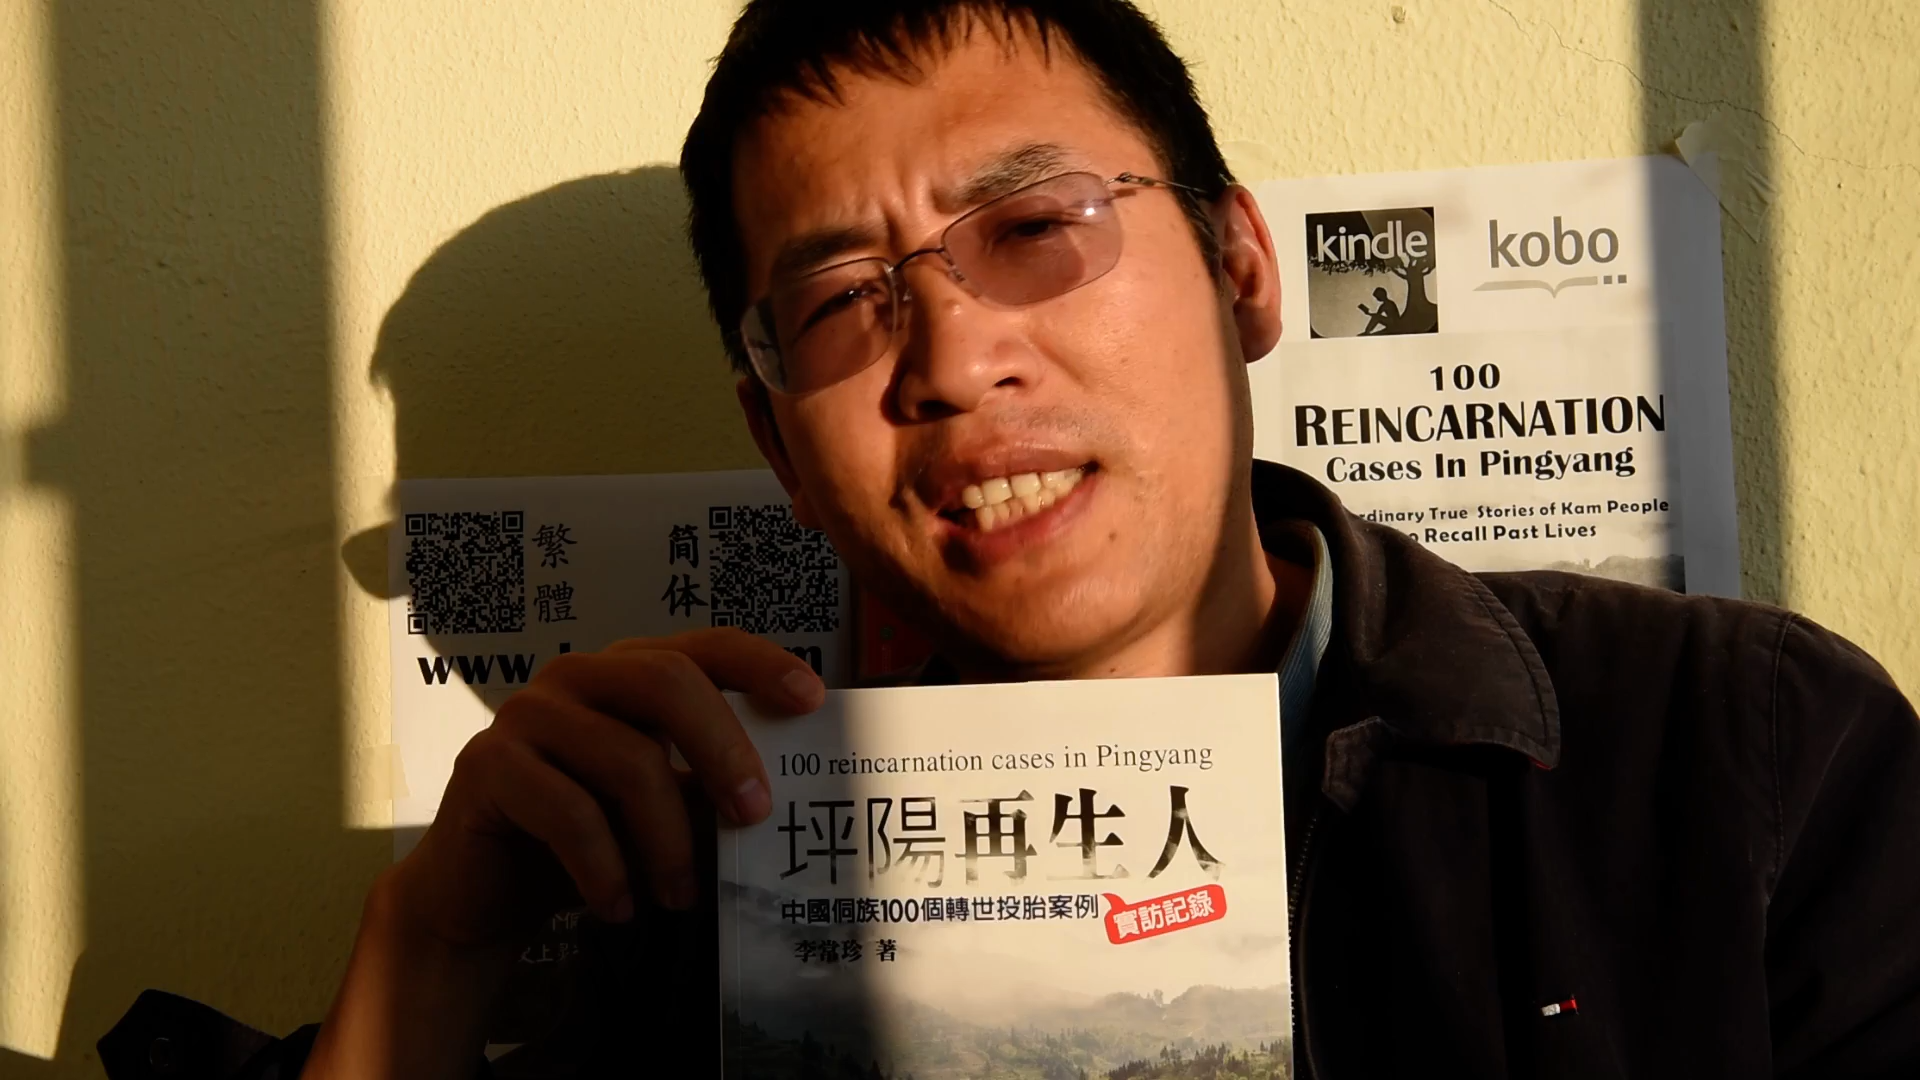 kindle
kobo
100
REINCARNATION
Cases In Pingyang
True Stories of Kam People
Recall Past Lives
繁體
简体
www.
100 reincarnation cases in Pingyang
坪陽再生人
中國侗族100個轉世投胎案例
實訪記錄
李常珍 著